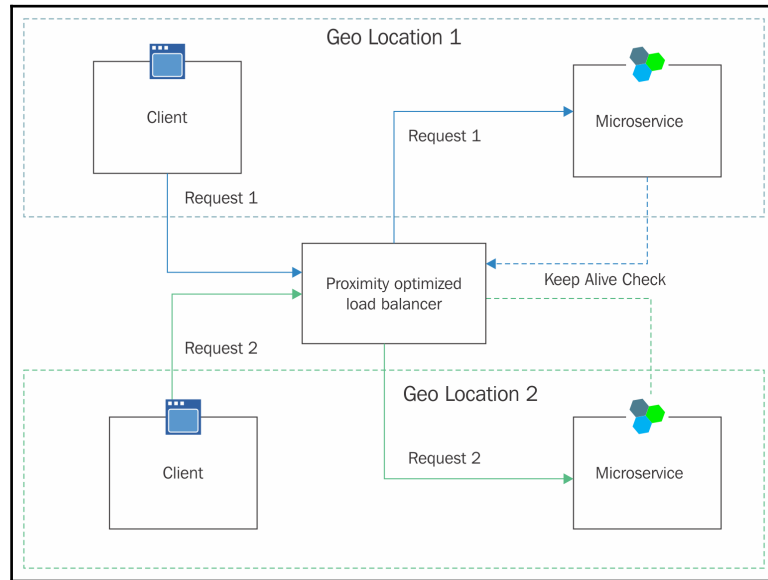 Geo Location 1
Client
Microservice
Request 1
Request 1
Proximity optimized
load balancer
Keep Alive Check
Request 2
Geo Location 2
Client
Request 2
Microservice